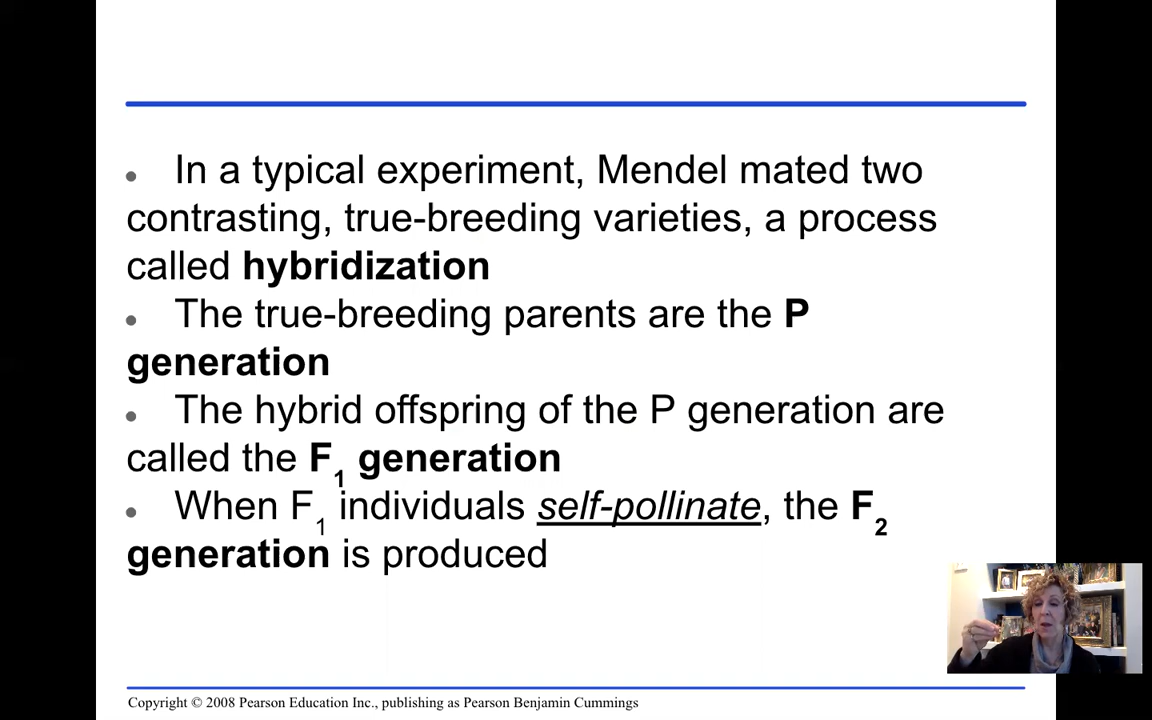 • In a typical experiment, Mendel mated two
contrasting, true-breeding varieties, a process
called hybridization
• The true-breeding parents are the P
generation
• The hybrid offspring of the P generation are
called the F1 generation
• When F1 individuals self-pollinate, the F2
generation is produced
Copyright © 2008 Pearson Education Inc., publishing as Pearson Benjamin Cummings